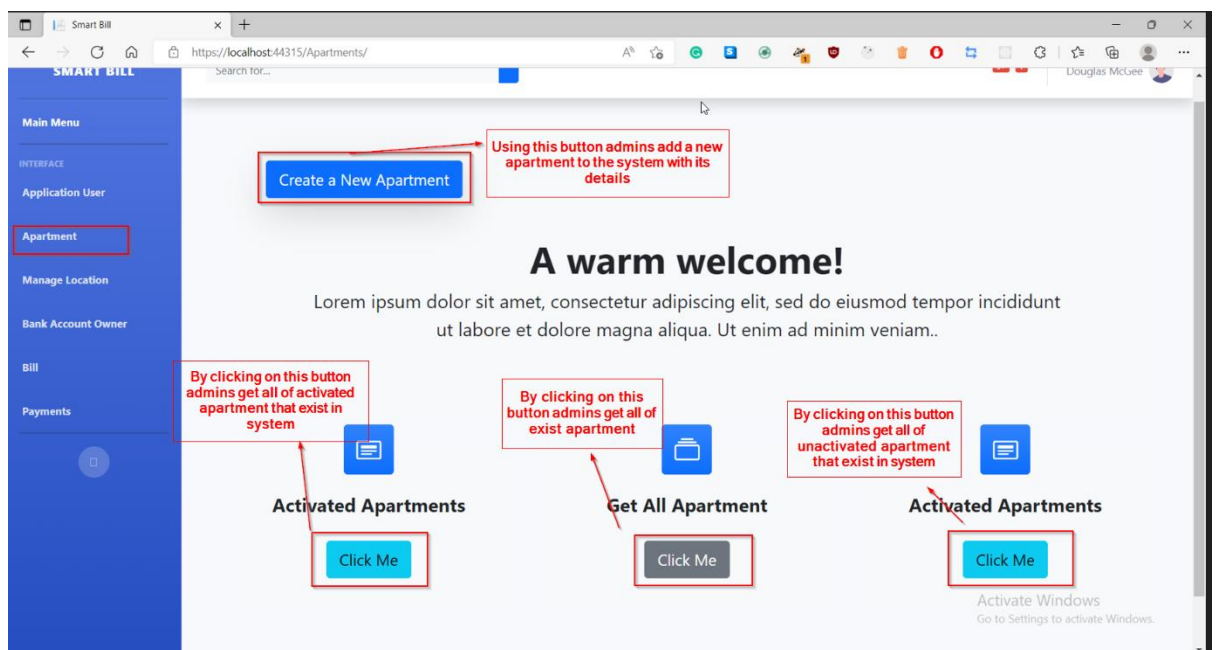 Smart Bill
https://localhost:44315/Apartments/
SMART BILL
Search for...
Douglas McGee
Main Menu
INTERFACE
Application User
Apartment
Manage Location
Bank Account Owner
Bill
Payments
Create a New Apartment
Using this button admins add a new
apartment to the system with its
details
A warm welcome!
Lorem ipsum dolor sit amet, consectetur adipiscing elit, sed do eiusmod tempor incididunt
ut labore et dolore magna aliqua. Ut enim ad minim veniam..
By clicking on this button
admins get all of activated
apartment that exist in
system
By clicking on this
button admins get all of
exist apartment
By clicking on this button
admins get all of
unactivated apartment
that exist in system
Activated Apartments
Get All Apartment
Activated Apartments
Click Me
Click Me
Click Me
Activate Windows
Go to Settings to activate Windows.